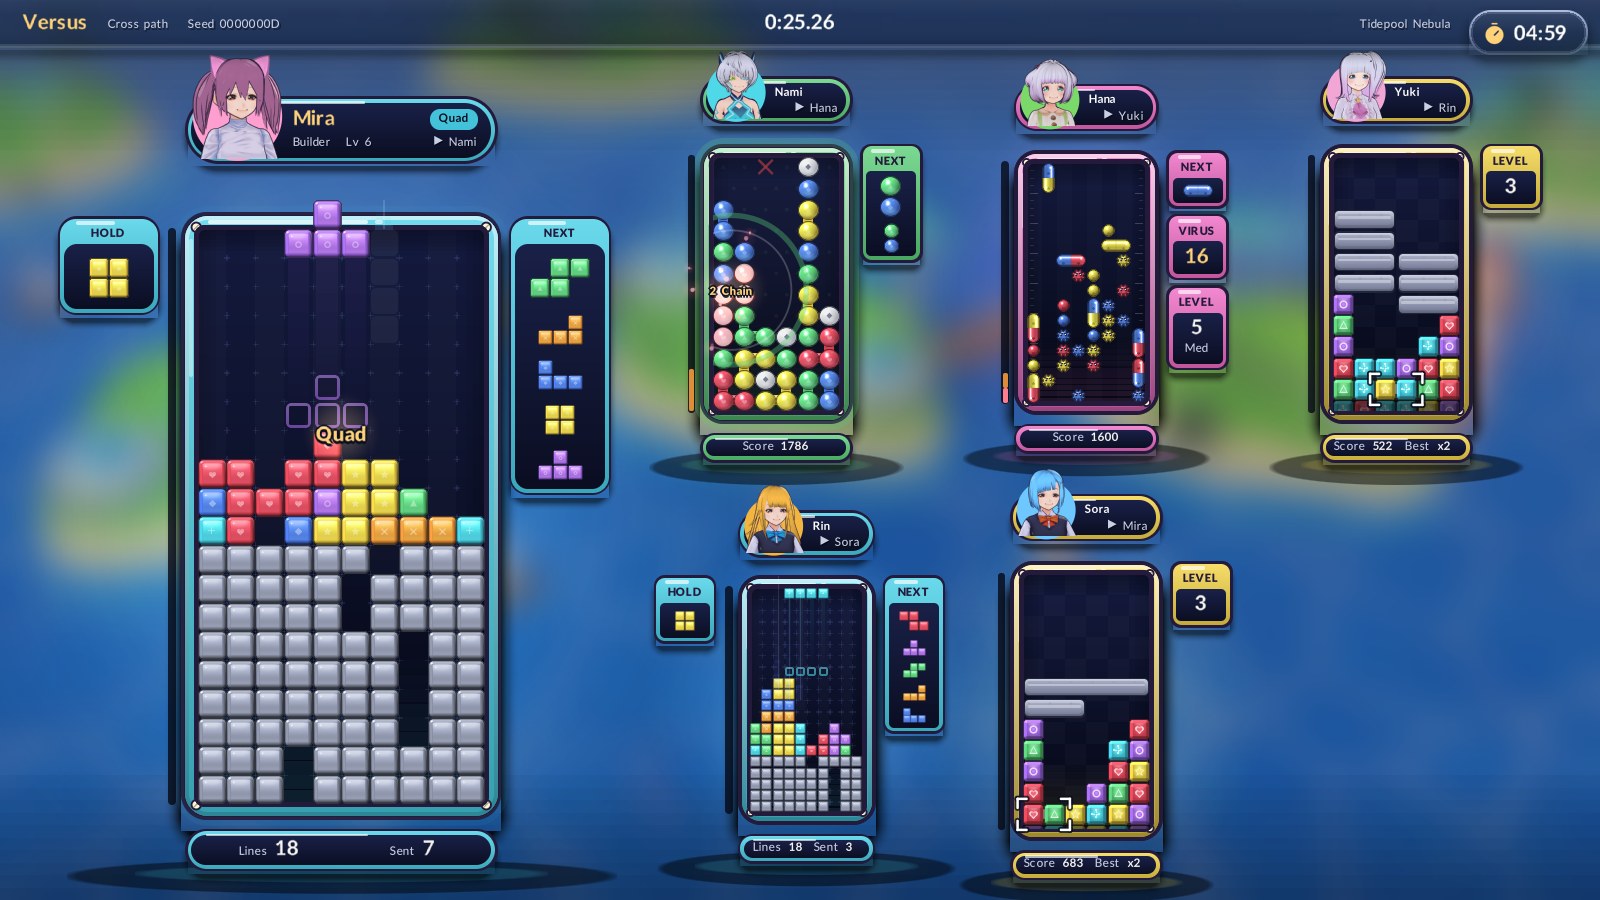 Versus Cross path Seed 0000000D
0:25.26
Tidepool Nebula
04:59
Mira
Quad
Builder Lv 6
Nami
HOLD
NEXT
Quad
Lines 18 Sent 7
Nami
Hana
NEXT
2 Chain
Score 1786
Hana
Yuki
NEXT
VIRUS
16
LEVEL
5
Med
Score 1600
Yuki
Rin
LEVEL
3
Score 522 Best x2
Rin
Sora
HOLD
NEXT
Lines 18 Sent 3
Sora
Mira
LEVEL
3
Score 683 Best x2